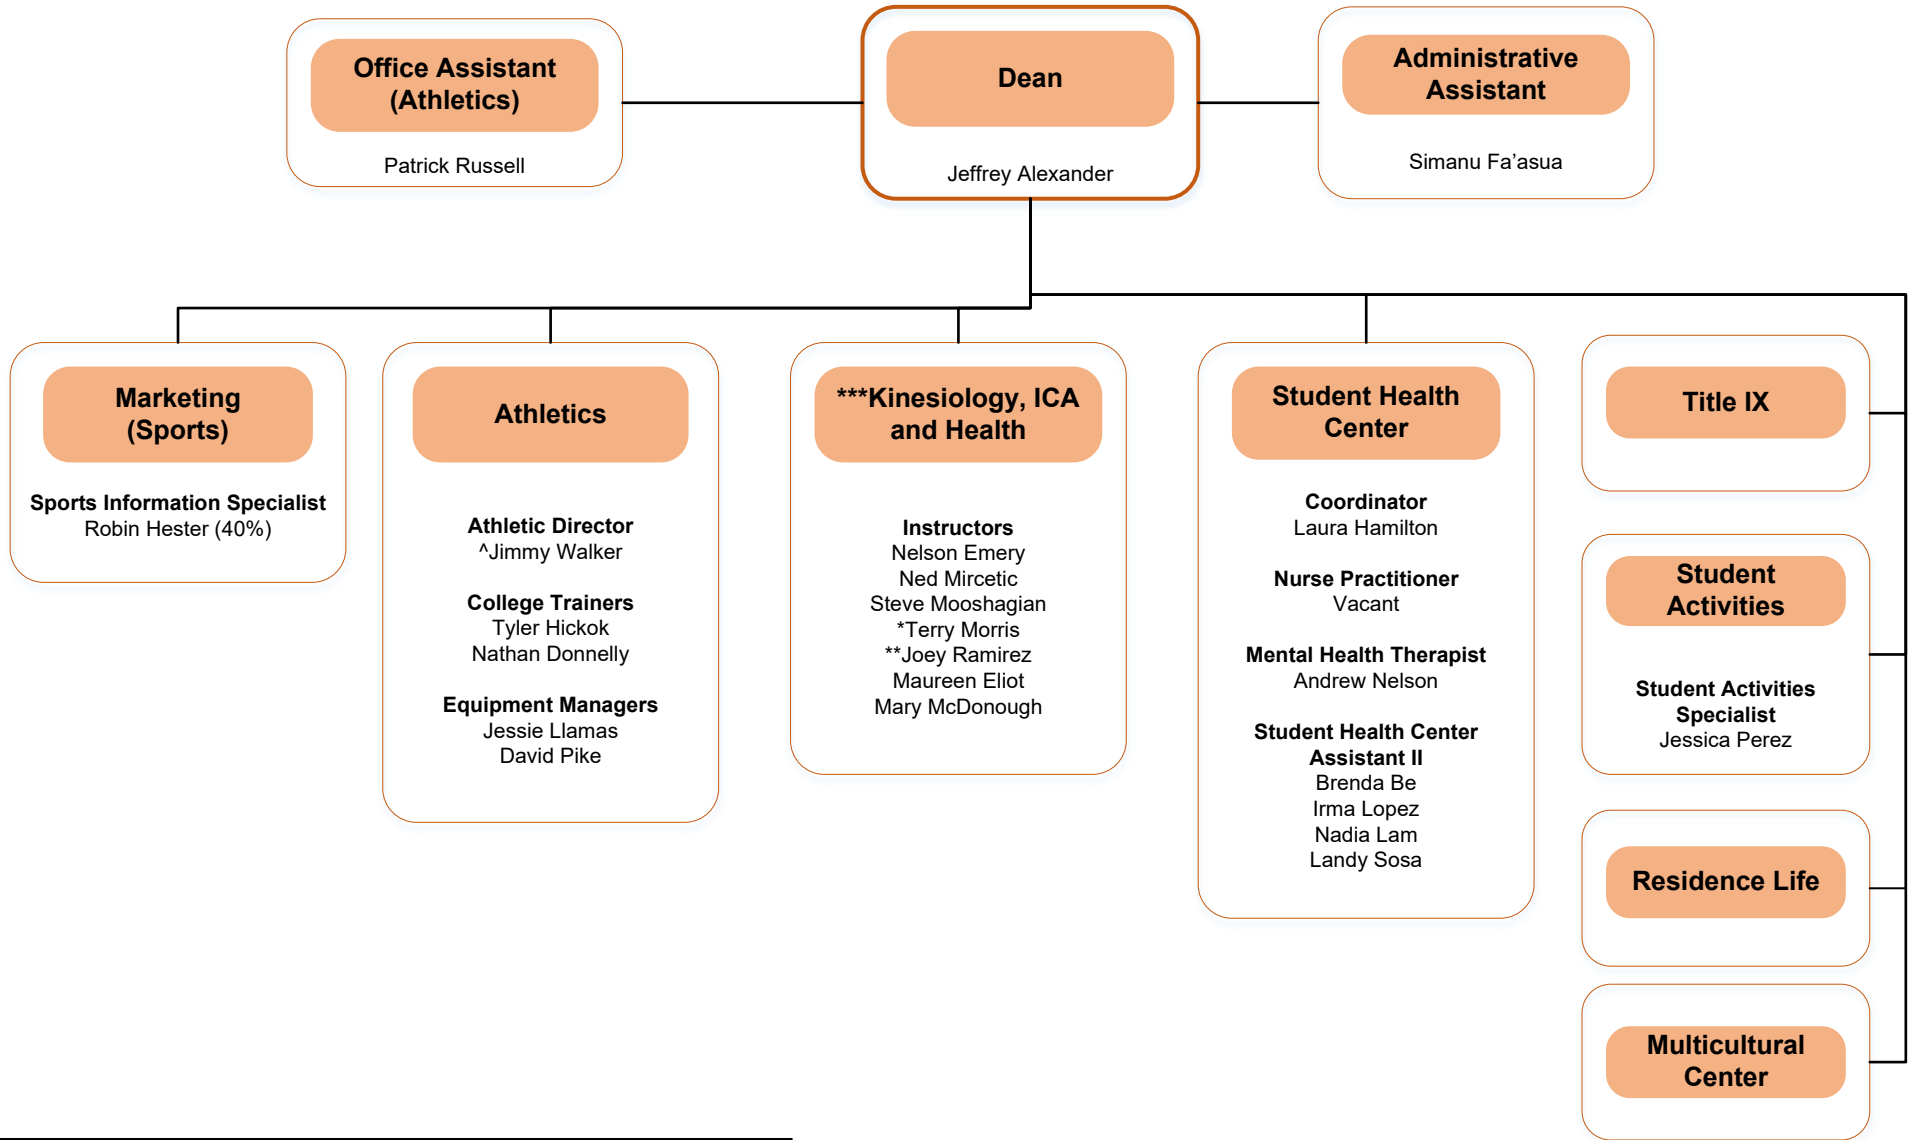 Office Assistant
(Athletics)
Patrick Russell
Dean
Jeffrey Alexander
Administrative
Assistant
Simanu Fa’asua
Marketing
(Sports)
Sports Information Specialist
Robin Hester (40%)
Athletics
Athletic Director
^Jimmy Walker
College Trainers
Tyler Hickok
Nathan Donnelly
Equipment Managers
Jessie Llamas
David Pike
***Kinesiology, ICA
and Health
Instructors
Nelson Emery
Ned Mircetic
Steve Mooshagian
*Terry Morris
**Joey Ramirez
Maureen Eliot
Mary McDonough
Student Health
Center
Coordinator
Laura Hamilton
Nurse Practitioner
Vacant
Mental Health Therapist
Andrew Nelson
Student Health Center
Assistant II
Brenda Be
Irma Lopez
Nadia Lam
Landy Sosa
Title IX
Student
Activities
Student Activities
Specialist
Jessica Perez
Residence Life
Multicultural
Center